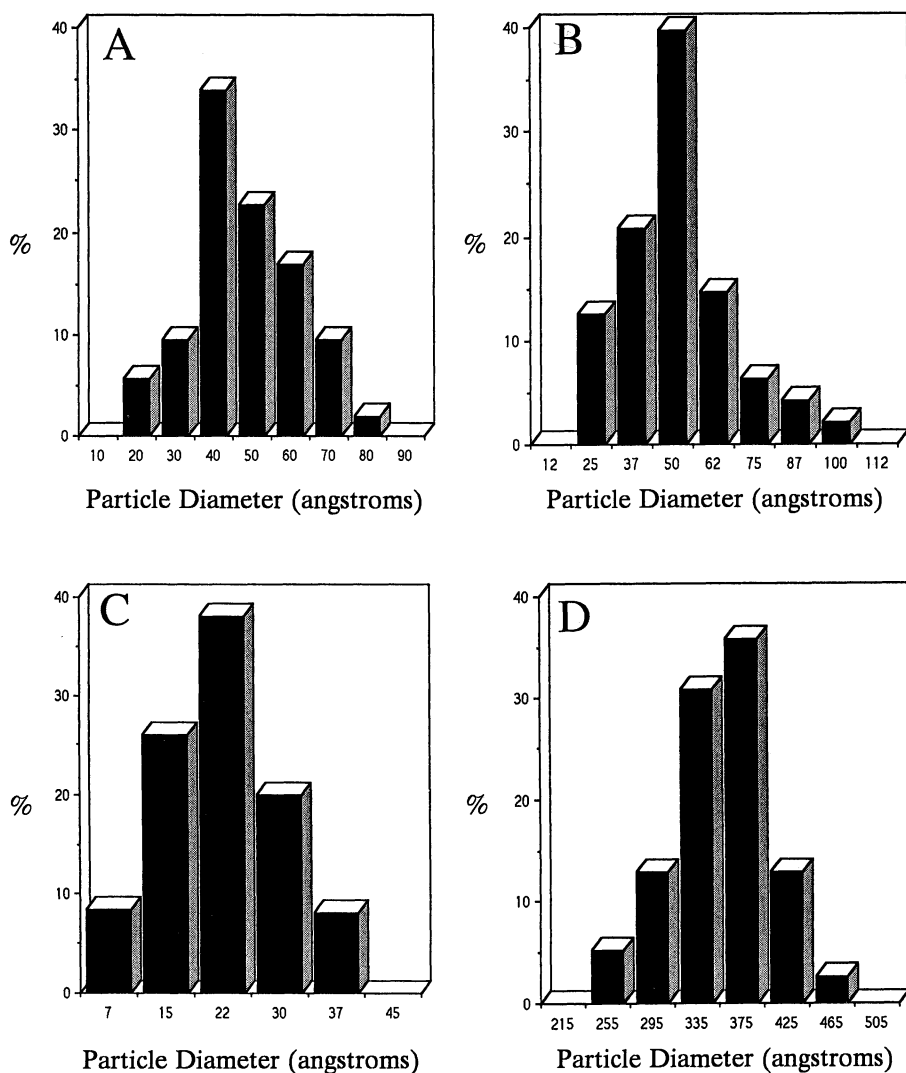 A
40
30
20
10
0
%
10 20 30 40 50 60 70 80 90
Particle Diameter (angstroms)
B
40
30
20
10
0
%
12 25 37 50 62 75 87 100 112
Particle Diameter (angstroms)
C
40
30
20
10
0
%
7 15 22 30 37 45
Particle Diameter (angstroms)
D
40
30
20
10
0
%
215 255 295 335 375 425 465 505
Particle Diameter (angstroms)